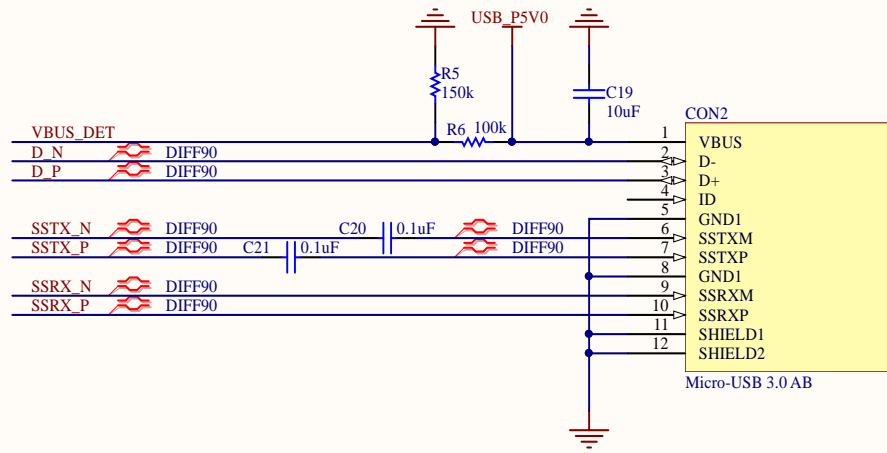 USB_P5V0
R5
150k
C19
10uF
CON2
VBUS_DET
R6 100k
1 VBUS
D_N DIFF90
2 D-
D_P DIFF90
3 D+
4 ID
5 GND1
SSTX_N DIFF90 C20 0.1uF DIFF90
6 SSTXM
SSTX_P DIFF90 C21 0.1uF DIFF90
7 SSTXP
8 GND1
SSRX_N DIFF90
9 SSRXM
SSRX_P DIFF90
10 SSRXP
11 SHIELD1
12 SHIELD2
Micro-USB 3.0 AB